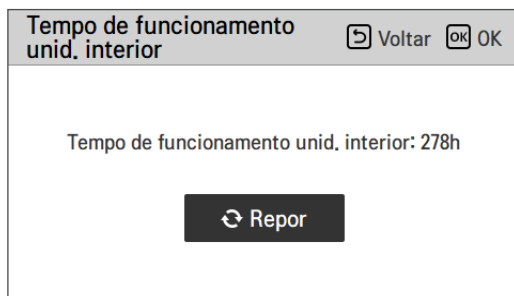 Tempo de funcionamento
unid. interior
Voltar OK OK
Tempo de funcionamento unid. interior: 278h
Repor